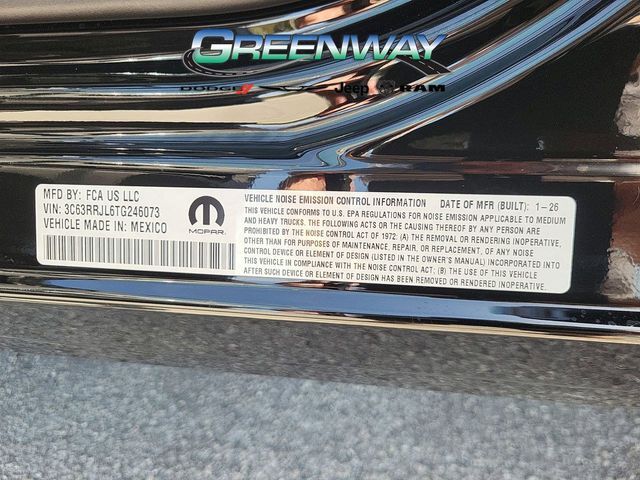 GREENWAY
DODGE Jeep RAM
MFD BY: FCA US LLC
VIN: 3C63RRJL6TG246073
VEHICLE MADE IN: MEXICO
MOPAR
VEHICLE NOISE EMISSION CONTROL INFORMATION DATE OF MFR (BUILT): 1-26
THIS VEHICLE CONFORMS TO U.S. EPA REGULATIONS FOR NOISE EMISSION APPLICABLE TO MEDIUM
AND HEAVY TRUCKS. THE FOLLOWING ACTS OR THE CAUSING THEREOF BY ANY PERSON ARE
PROHIBITED BY THE NOISE CONTROL ACT OF 1972: (A) THE REMOVAL OR RENDERING INOPERATIVE,
OTHER THAN FOR PURPOSES OF MAINTENANCE, REPAIR, OR REPLACEMENT, OF ANY NOISE
CONTROL DEVICE OR ELEMENT OF DESIGN (LISTED IN THE OWNER'S MANUAL) INCORPORATED INTO
THIS VEHICLE IN COMPLIANCE WITH THE NOISE CONTROL ACT; (B) THE USE OF THIS VEHICLE
AFTER SUCH DEVICE OR ELEMENT OF DESIGN HAS BEEN REMOVED OR RENDERED INOPERATIVE.